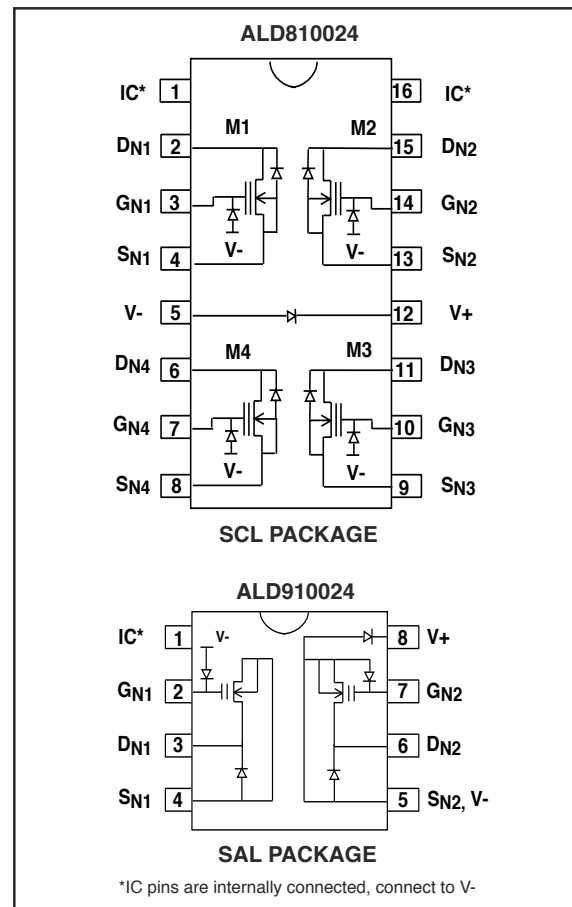 ALD810024
IC* 1 16 IC*
M1 M2
DN1 2 15 DN2
GN1 3 14 GN2
V- V-
SN1 4 13 SN2
V- 5 12 V+
M4 M3
DN4 6 11 DN3
GN4 7 10 GN3
V- V-
SN4 8 9 SN3
SCL PACKAGE
ALD910024
IC* 1 V- 8 V+
GN1 2 7 GN2
DN1 3 6 DN2
SN1 4 5 SN2, V-
SAL PACKAGE
*IC pins are internally connected, connect to V-